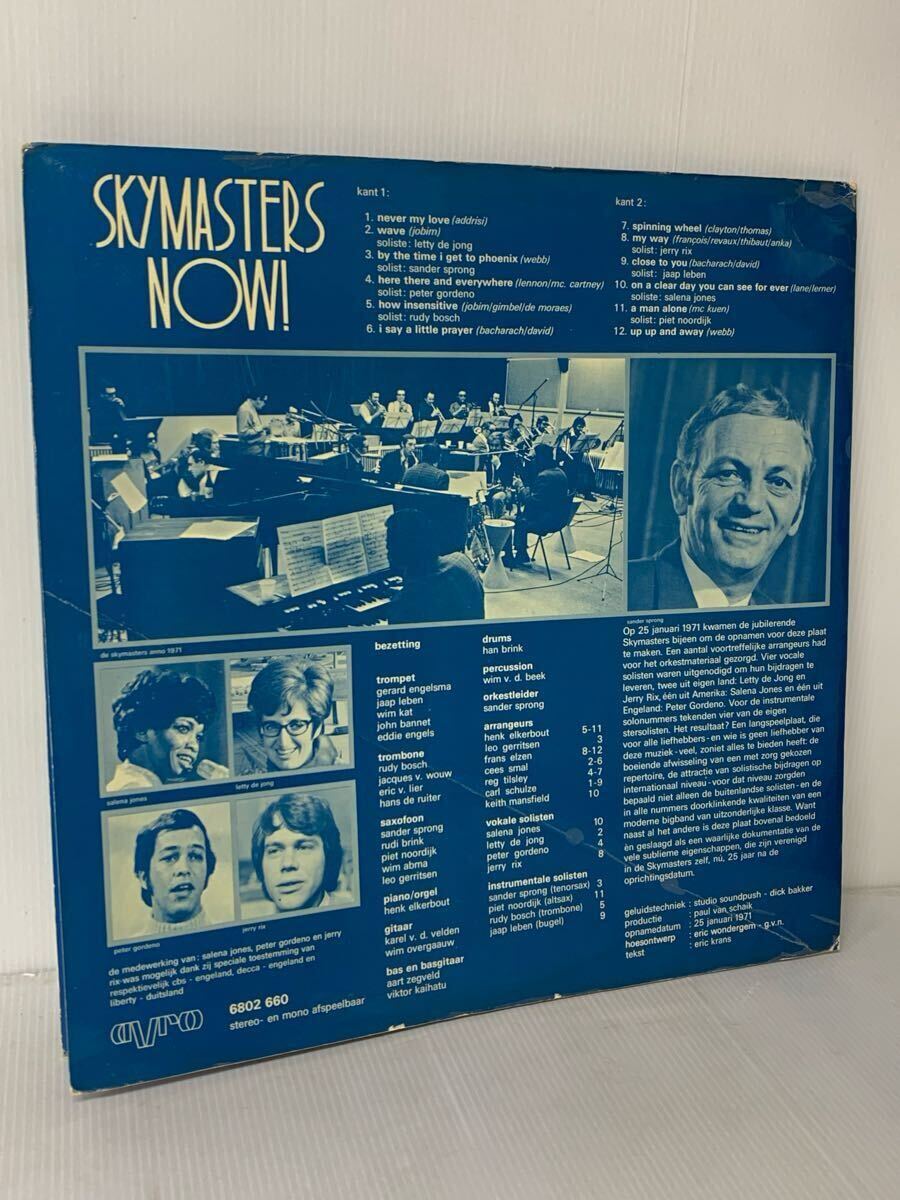 SKYMASTERS
NOW!
kant 1:
1. never my love (addrisi)
2. wave (jobim)
soliste: letty de jong
3. by the time i get to phoenix (webb)
solist: sander sprong
4. here there and everywhere (lennon/mc. cartney)
solist: peter gordeno
5. how insensitive (jobim/gimbel/de moraes)
solist: rudy bosch
6. i say a little prayer (bacharach/david)
kant 2:
7. spinning wheel (clayton/thomas)
8. my way (françois/revaux/thibaut/anka)
solist: jerry rix
9. close to you (bacharach/david)
solist: jaap leben
10. on a clear day you can see for ever (lane/lerner)
soliste: salena jones
11. a man alone (mc kuen)
solist: piet noordijk
12. up up and away (webb)
de skymasters anno 1971
sander sprong
salena jones
letty de jong
peter gordeno
jerry rix
de medewerking van: salena jones, peter gordeno en jerry
rix was mogelijk dank zij speciale toestemming van
respektievelijk cbs - engeland, decca - engeland en
liberty - duitsland
avro
6802 660
stereo- en mono afspeelbaar
bezetting
trompet
gerard engelsma
jaap leben
wim kat
john bannet
eddie engels
trombone
rudy bosch
jacques v. wouw
eric v. lier
hans de ruiter
saxofoon
sander sprong
rudi brink
piet noordijk
wim abma
leo gerritsen
piano/orgel
henk elkerbout
gitaar
karel v. d. velden
wim overgaauw
bas en basgitaar
aart zegveld
viktor kaihatu
drums
han brink
percussion
wim v. d. beek
orkestleider
sander sprong
arrangeurs
henk elkerbout 5-11
leo gerritsen 3
frans elzen 8-12
cees smal 2-6
reg tilsley 4-7
carl schulze 1-9
keith mansfield 10
vokale solisten
salena jones 10
letty de jong 2
peter gordeno 4
jerry rix 8
instrumentale solisten
sander sprong (tenorsax) 3
piet noordijk (altsax) 11
rudy bosch (trombone) 5
jaap leben (bugel) 9
Op 25 januari 1971 kwamen de jubilerende
Skymasters bijeen om de opnamen voor deze plaat
te maken. Een aantal voortreffelijke arrangeurs had
voor het orkestmateriaal gezorgd. Vier vocale
solisten waren uitgenodigd om hun bijdragen te
leveren, twee uit eigen land: Letty de Jong en
Jerry Rix, één uit Amerika: Salena Jones en één uit
Engeland: Peter Gordeno. Voor de instrumentale
solonummers tekenden vier van de eigen
stersolisten. Het resultaat? Een langspeelplaat, die
voor alle liefhebbers - en wie is geen liefhebber van
deze muziek - veel, zoniet alles te bieden heeft: de
boeiende afwisseling van een met zorg gekozen
repertoire, de attractie van solistische bijdragen op
internationaal niveau - voor dat niveau zorgden
bepaald niet alleen de buitenlandse solisten - en de
in alle nummers doorklinkende kwaliteiten van een
moderne bigband van uitzonderlijke klasse. Want
naast al het andere is deze plaat bovenal bedoeld
èn geslaagd als een waarlijke dokumentatie van de
vele sublieme eigenschappen, die zijn verenigd
in de Skymasters zelf, nú, 25 jaar na de
oprichtingsdatum.
geluidstechniek : studio soundpush - dick bakker
produktie : paul van schaik
opnamedatum : 25 januari 1971
hoesontwerp : eric wondergem - g.v.n.
tekst : eric krans